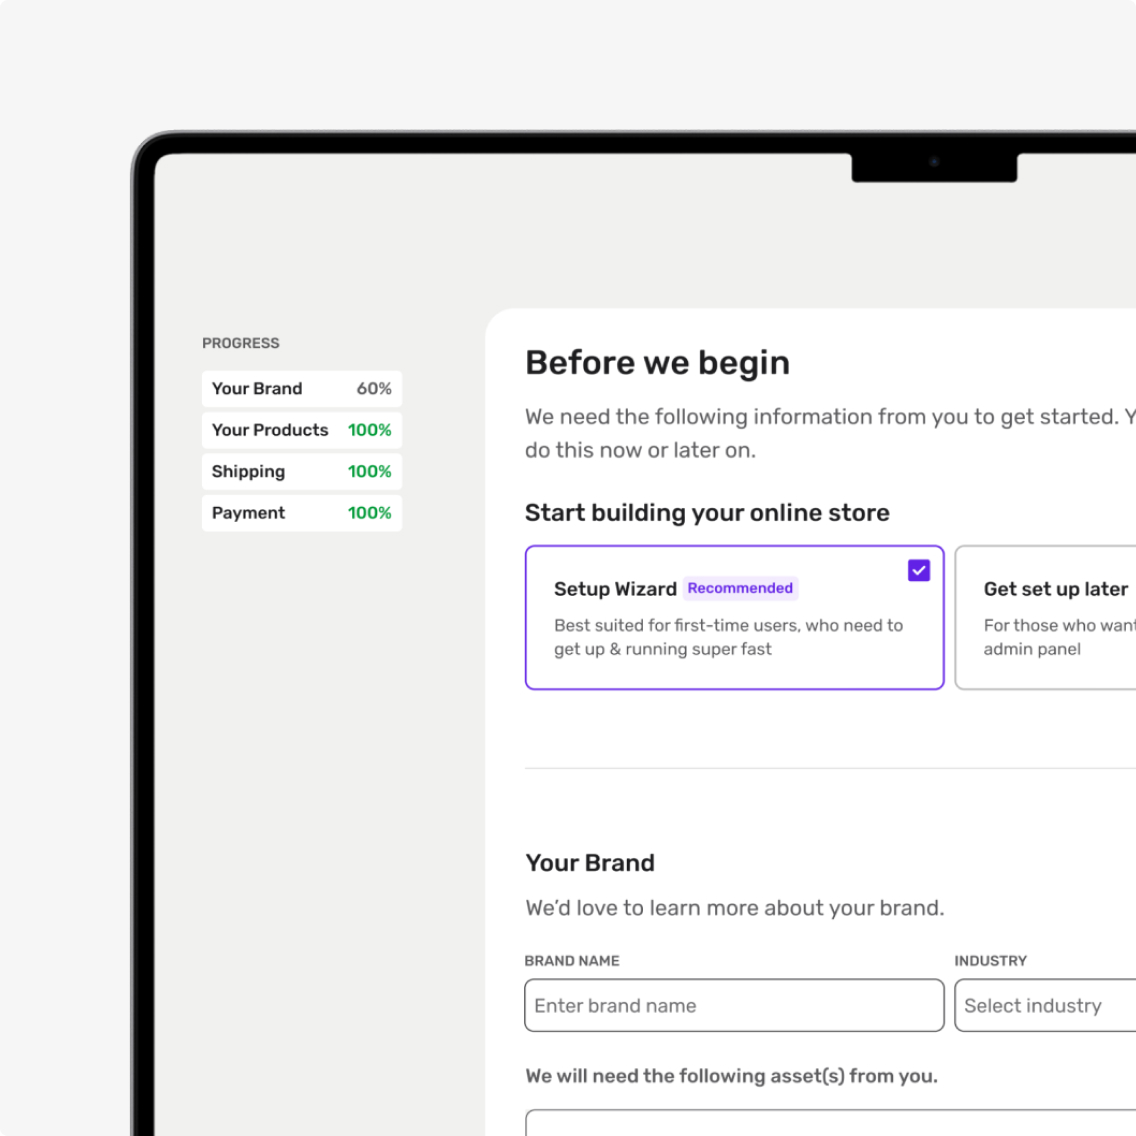 PROGRESS
Your Brand 60%
Your Products 100%
Shipping 100%
Payment 100%
Before we begin
We need the following information from you to get started.
do this now or later on.
Start building your online store
Setup Wizard Recommended
Best suited for first-time users, who need to
get up & running super fast
Get set up later
For those who want
admin panel
Your Brand
We’d love to learn more about your brand.
BRAND NAME
Enter brand name
INDUSTRY
Select industry
We will need the following asset(s) from you.